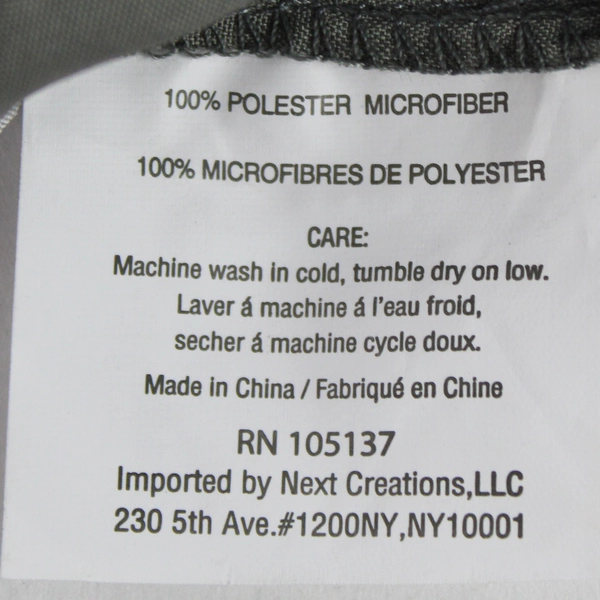 100% POLESTER MICROFIBER
100% MICROFIBRES DE POLYESTER
CARE:
Machine wash in cold, tumble dry on low.
Laver á machine á l'eau froid,
secher á machine cycle doux.
Made in China / Fabriqué en Chine
RN 105137
Imported by Next Creations,LLC
230 5th Ave.#1200NY,NY10001